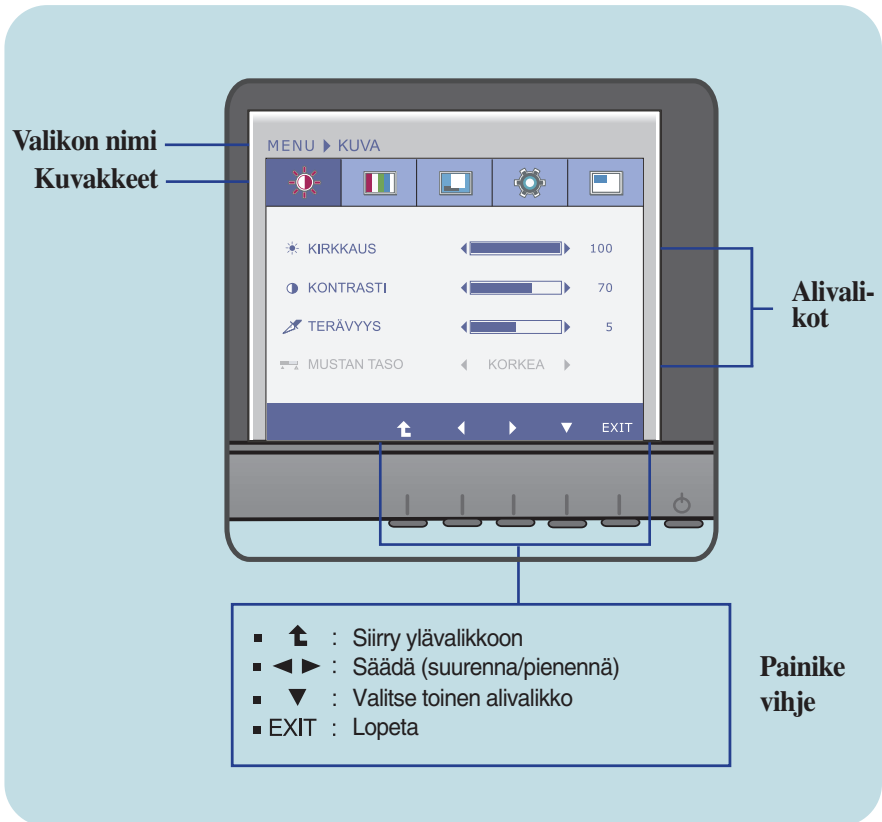 Valikon nimi
Kuvakkeet
MENU ▶ KUVA
KIRKKAUS 100
KONTRASTI 70
TERÄVYYS 5
MUSTAN TASO ◀ KORKEA ▶
Alivali-
kot
EXIT
■ : Siirry ylävalikkoon
■ ◀ ▶ : Säädä (suurenna/pienennä)
■ ▼ : Valitse toinen alivalikko
■ EXIT : Lopeta
Painike
vihje